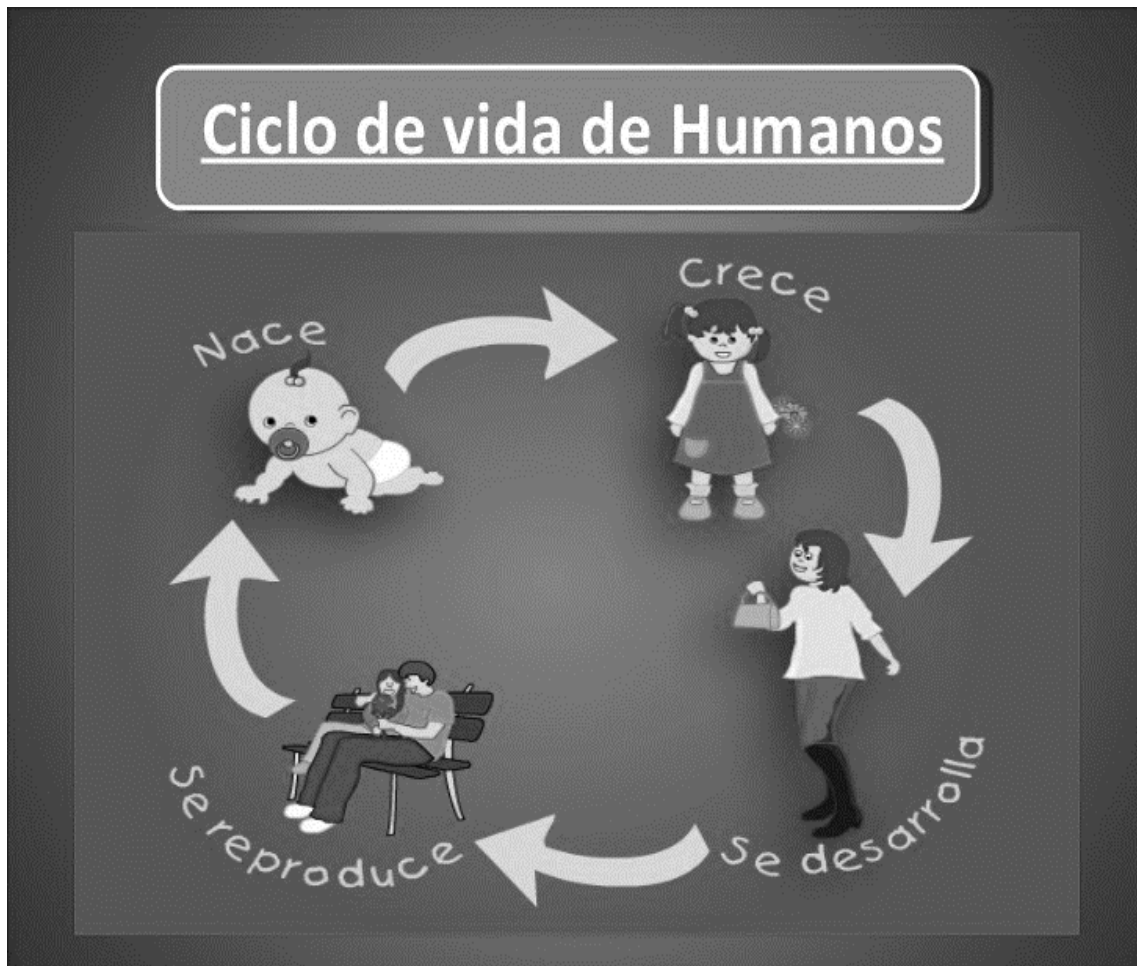 Ciclo de vida de Humanos
Nace
Crece
Se desarrolla
Se reproduce